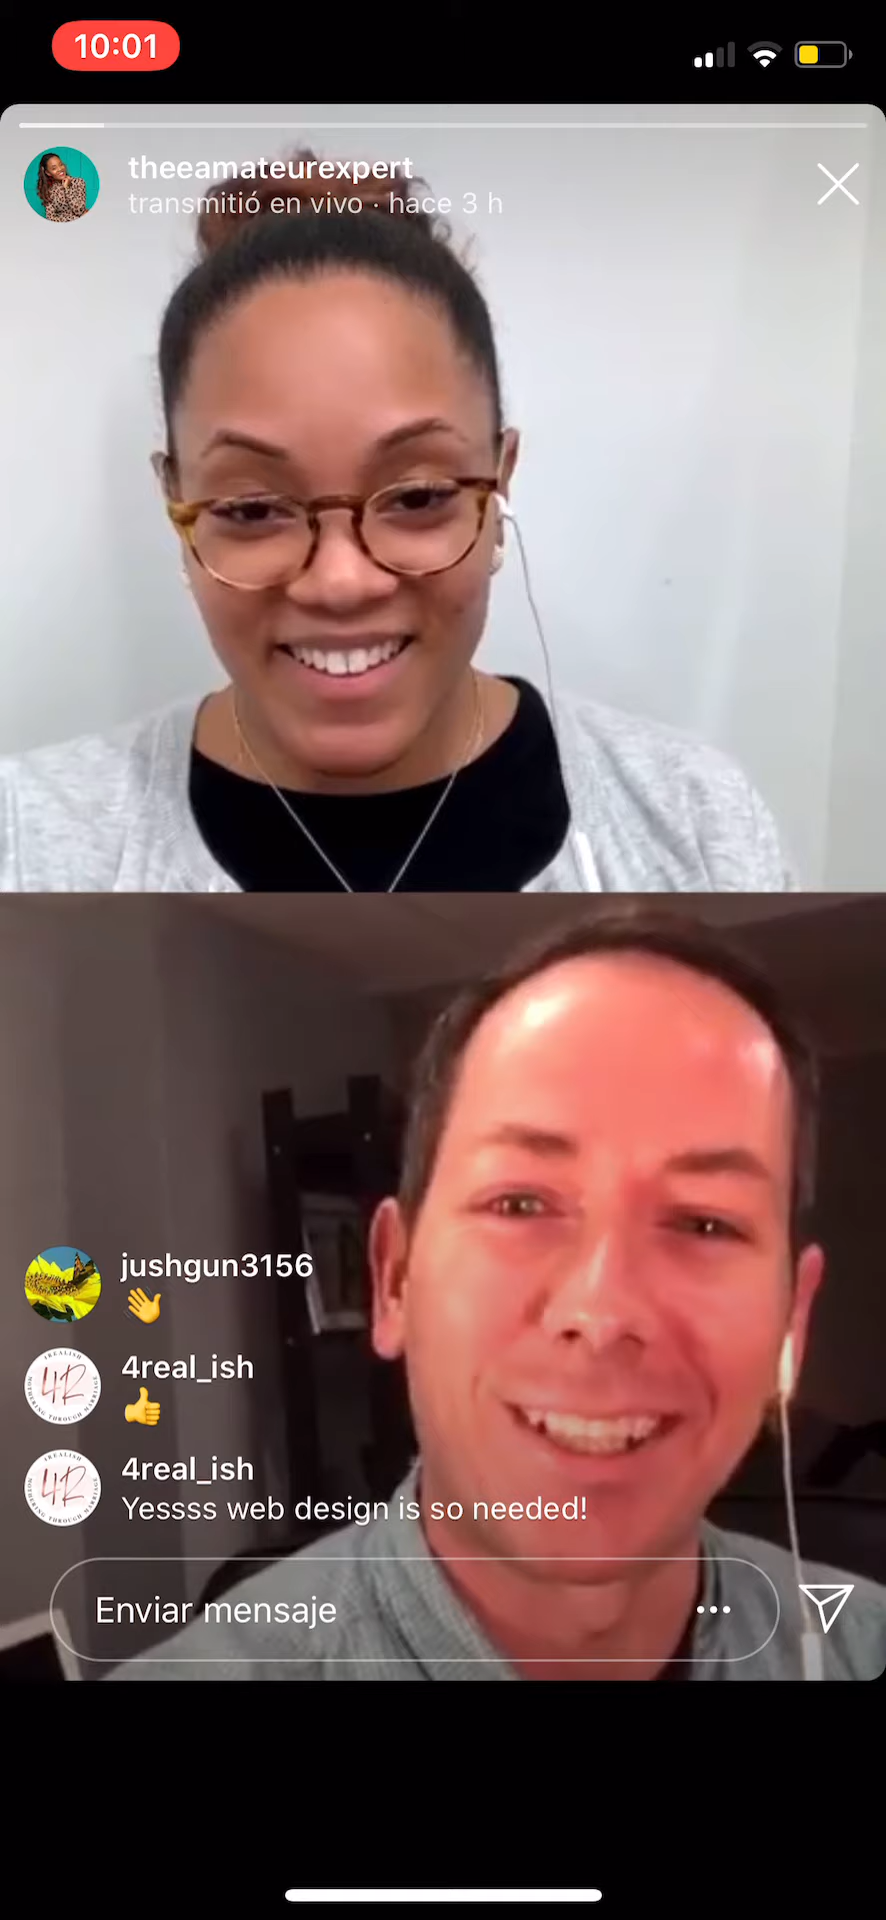 10:01
theeamateurexpert
transmitió en vivo · hace 3 h
jushgun3156
👋
4real_ish
👍
4real_ish
Yessss web design is so needed!
Enviar mensaje